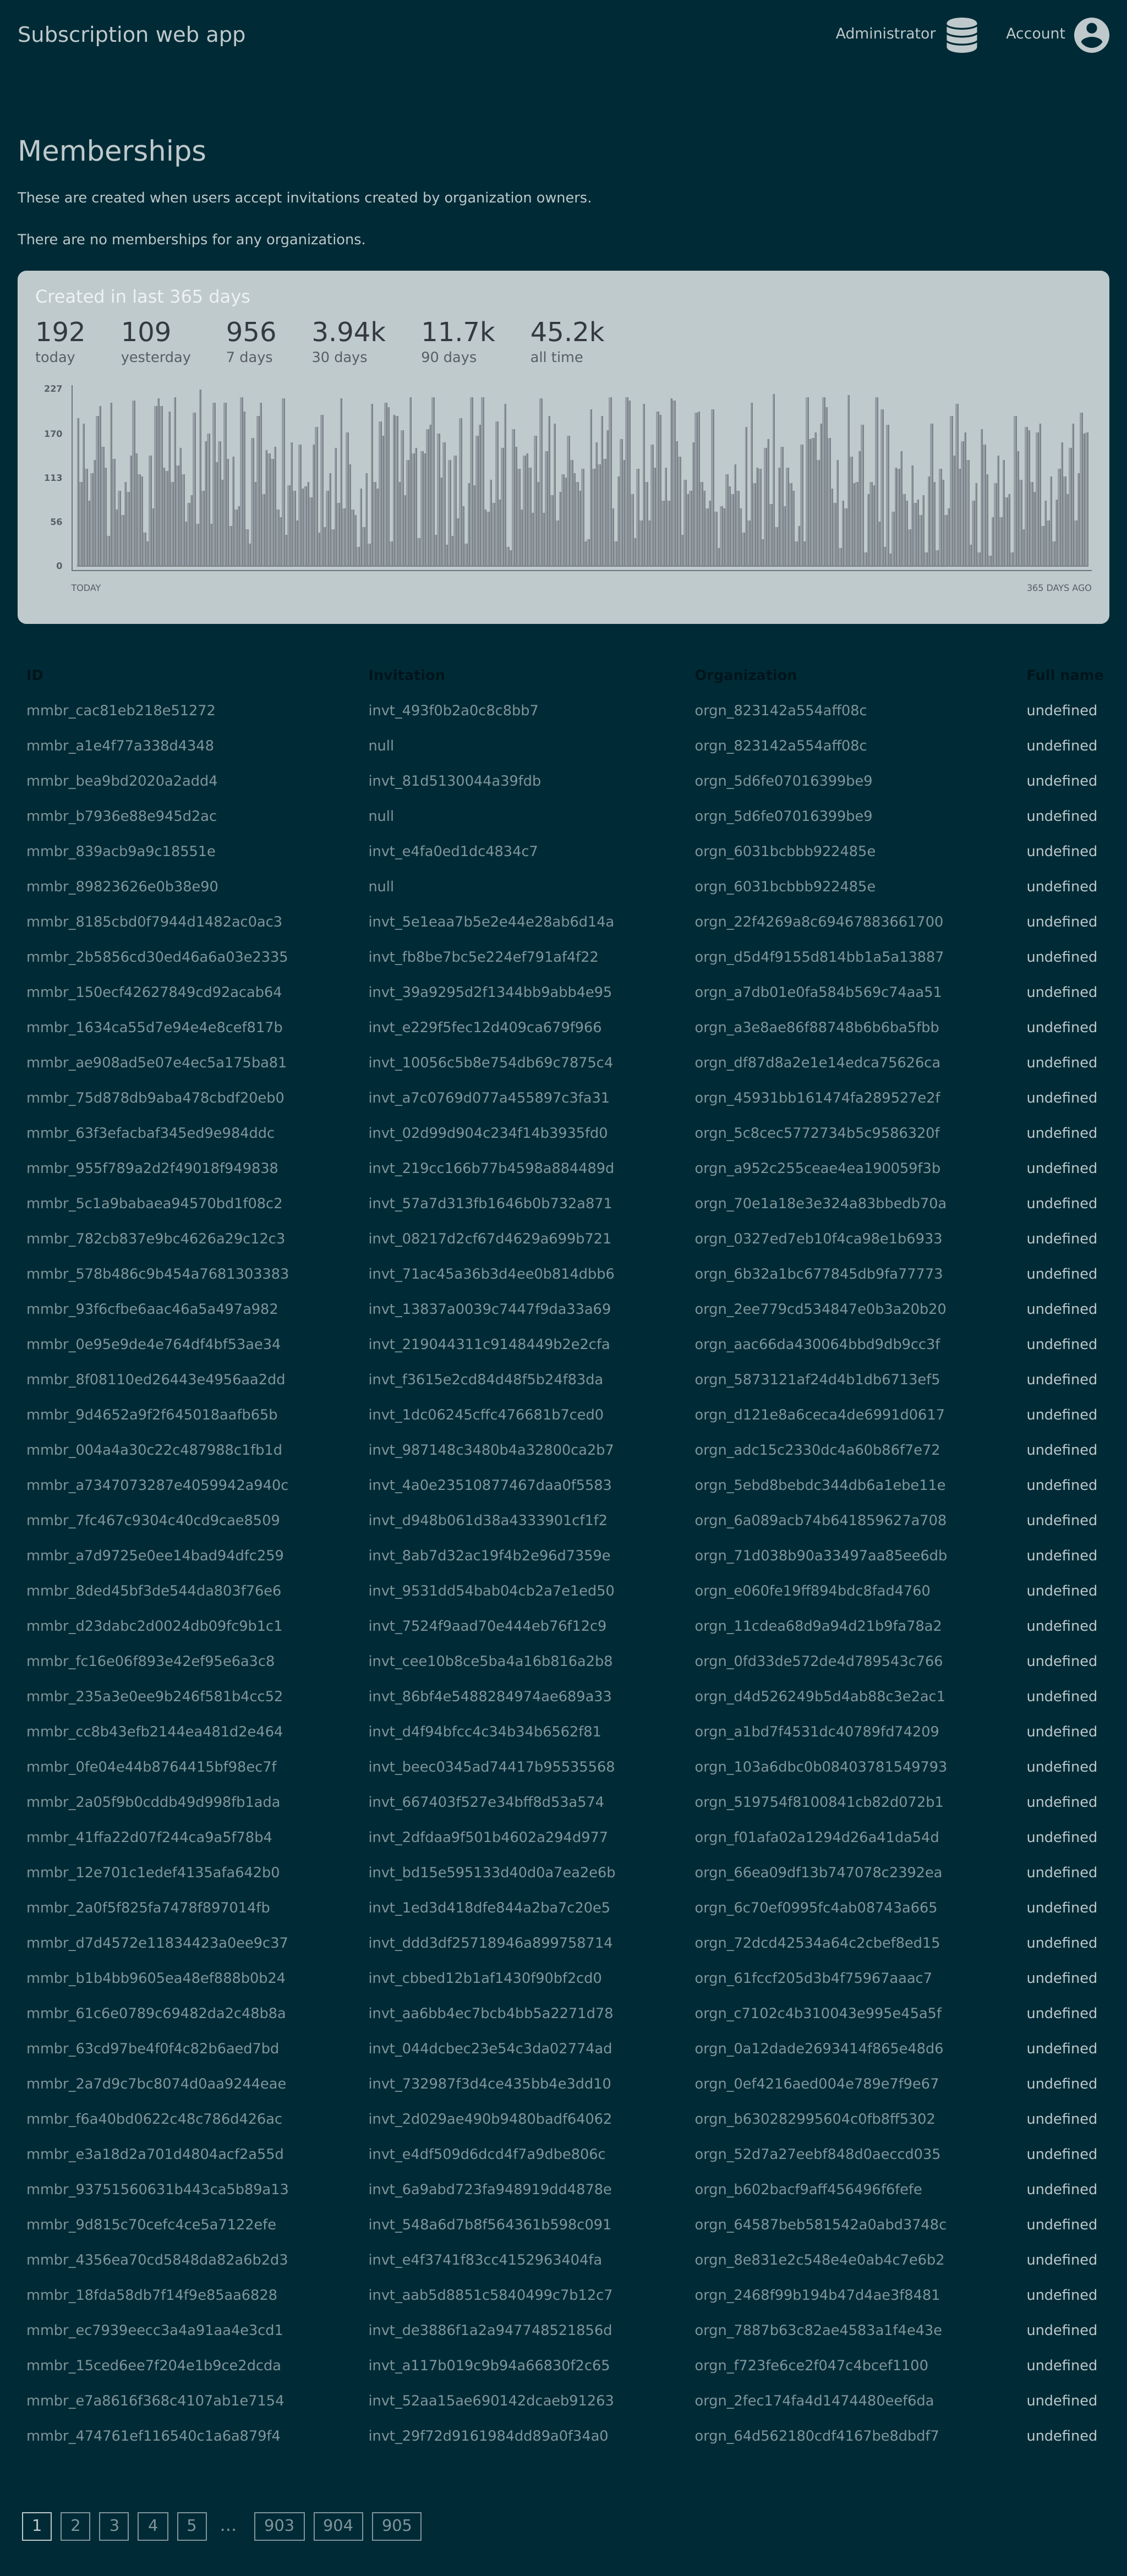 Subscription web app
Administrator
Account
Memberships
These are created when users accept invitations created by organization owners.
There are no memberships for any organizations.
Created in last 365 days
192 109 956 3.94k 11.7k 45.2k
today yesterday 7 days 30 days 90 days all time
227
170
113
56
0
TODAY 365 DAYS AGO
ID Invitation Organization Full name
mmbr_cac81eb218e51272 invt_493f0b2a0c8c8bb7 orgn_823142a554aff08c undefined
mmbr_a1e4f77a338d4348 null orgn_823142a554aff08c undefined
mmbr_bea9bd2020a2add4 invt_81d5130044a39fdb orgn_5d6fe07016399be9 undefined
mmbr_b7936e88e945d2ac null orgn_5d6fe07016399be9 undefined
mmbr_839acb9a9c18551e invt_e4fa0ed1dc4834c7 orgn_6031bcbbb922485e undefined
mmbr_89823626e0b38e90 null orgn_6031bcbbb922485e undefined
mmbr_8185cbd0f7944d1482ac0ac3 invt_5e1eaa7b5e2e44e28ab6d14a orgn_22f4269a8c69467883661700 undefined
mmbr_2b5856cd30ed46a6a03e2335 invt_fb8be7bc5e224ef791af4f22 orgn_d5d4f9155d814bb1a5a13887 undefined
mmbr_150ecf42627849cd92acab64 invt_39a9295d2f1344bb9abb4e95 orgn_a7db01e0fa584b569c74aa51 undefined
mmbr_1634ca55d7e94e4e8cef817b invt_e229f5fec12d409ca679f966 orgn_a3e8ae86f88748b6b6ba5fbb undefined
mmbr_ae908ad5e07e4ec5a175ba81 invt_10056c5b8e754db69c7875c4 orgn_df87d8a2e1e14edca75626ca undefined
mmbr_75d878db9aba478cbdf20eb0 invt_a7c0769d077a455897c3fa31 orgn_45931bb161474fa289527e2f undefined
mmbr_63f3efacbaf345ed9e984ddc invt_02d99d904c234f14b3935fd0 orgn_5c8cec5772734b5c9586320f undefined
mmbr_955f789a2d2f49018f949838 invt_219cc166b77b4598a884489d orgn_a952c255ceae4ea190059f3b undefined
mmbr_5c1a9babaea94570bd1f08c2 invt_57a7d313fb1646b0b732a871 orgn_70e1a18e3e324a83bbedb70a undefined
mmbr_782cb837e9bc4626a29c12c3 invt_08217d2cf67d4629a699b721 orgn_0327ed7eb10f4ca98e1b6933 undefined
mmbr_578b486c9b454a7681303383 invt_71ac45a36b3d4ee0b814dbb6 orgn_6b32a1bc677845db9fa77773 undefined
mmbr_93f6cfbe6aac46a5a497a982 invt_13837a0039c7447f9da33a69 orgn_2ee779cd534847e0b3a20b20 undefined
mmbr_0e95e9de4e764df4bf53ae34 invt_219044311c9148449b2e2cfa orgn_aac66da430064bbd9db9cc3f undefined
mmbr_8f08110ed26443e4956aa2dd invt_f3615e2cd84d48f5b24f83da orgn_5873121af24d4b1db6713ef5 undefined
mmbr_9d4652a9f2f645018aafb65b invt_1dc06245cffc476681b7ced0 orgn_d121e8a6ceca4de6991d0617 undefined
mmbr_004a4a30c22c487988c1fb1d invt_987148c3480b4a32800ca2b7 orgn_adc15c2330dc4a60b86f7e72 undefined
mmbr_a7347073287e4059942a940c invt_4a0e23510877467daa0f5583 orgn_5ebd8bebdc344db6a1ebe11e undefined
mmbr_7fc467c9304c40cd9cae8509 invt_d948b061d38a4333901cf1f2 orgn_6a089acb74b641859627a708 undefined
mmbr_a7d9725e0ee14bad94dfc259 invt_8ab7d32ac19f4b2e96d7359e orgn_71d038b90a33497aa85ee6db undefined
mmbr_8ded45bf3de544da803f76e6 invt_9531dd54bab04cb2a7e1ed50 orgn_e060fe19ff894bdc8fad4760 undefined
mmbr_d23dabc2d0024db09fc9b1c1 invt_7524f9aad70e444eb76f12c9 orgn_11cdea68d9a94d21b9fa78a2 undefined
mmbr_fc16e06f893e42ef95e6a3c8 invt_cee10b8ce5ba4a16b816a2b8 orgn_0fd33de572de4d789543c766 undefined
mmbr_235a3e0ee9b246f581b4cc52 invt_86bf4e5488284974ae689a33 orgn_d4d526249b5d4ab88c3e2ac1 undefined
mmbr_cc8b43efb2144ea481d2e464 invt_d4f94bfcc4c34b34b6562f81 orgn_a1bd7f4531dc40789fd74209 undefined
mmbr_0fe04e44b8764415bf98ec7f invt_beec0345ad74417b95535568 orgn_103a6dbc0b08403781549793 undefined
mmbr_2a05f9b0cddb49d998fb1ada invt_667403f527e34bff8d53a574 orgn_519754f8100841cb82d072b1 undefined
mmbr_41ffa22d07f244ca9a5f78b4 invt_2dfdaa9f501b4602a294d977 orgn_f01afa02a1294d26a41da54d undefined
mmbr_12e701c1edef4135afa642b0 invt_bd15e595133d40d0a7ea2e6b orgn_66ea09df13b747078c2392ea undefined
mmbr_2a0f5f825fa7478f897014fb invt_1ed3d418dfe844a2ba7c20e5 orgn_6c70ef0995fc4ab08743a665 undefined
mmbr_d7d4572e11834423a0ee9c37 invt_ddd3df25718946a899758714 orgn_72dcd42534a64c2cbef8ed15 undefined
mmbr_b1b4bb9605ea48ef888b0b24 invt_cbbed12b1af1430f90bf2cd0 orgn_61fccf205d3b4f75967aaac7 undefined
mmbr_61c6e0789c69482da2c48b8a invt_aa6bb4ec7bcb4bb5a2271d78 orgn_c7102c4b310043e995e45a5f undefined
mmbr_63cd97be4f0f4c82b6aed7bd invt_044dcbec23e54c3da02774ad orgn_0a12dade2693414f865e48d6 undefined
mmbr_2a7d9c7bc8074d0aa9244eae invt_732987f3d4ce435bb4e3dd10 orgn_0ef4216aed004e789e7f9e67 undefined
mmbr_f6a40bd0622c48c786d426ac invt_2d029ae490b9480badf64062 orgn_b630282995604c0fb8ff5302 undefined
mmbr_e3a18d2a701d4804acf2a55d invt_e4df509d6dcd4f7a9dbe806c orgn_52d7a27eebf848d0aeccd035 undefined
mmbr_93751560631b443ca5b89a13 invt_6a9abd723fa948919dd4878e orgn_b602bacf9aff456496f6fefe undefined
mmbr_9d815c70cefc4ce5a7122efe invt_548a6d7b8f564361b598c091 orgn_64587beb581542a0abd3748c undefined
mmbr_4356ea70cd5848da82a6b2d3 invt_e4f3741f83cc4152963404fa orgn_8e831e2c548e4e0ab4c7e6b2 undefined
mmbr_18fda58db7f14f9e85aa6828 invt_aab5d8851c5840499c7b12c7 orgn_2468f99b194b47d4ae3f8481 undefined
mmbr_ec7939eecc3a4a91aa4e3cd1 invt_de3886f1a2a947748521856d orgn_7887b63c82ae4583a1f4e43e undefined
mmbr_15ced6ee7f204e1b9ce2dcda invt_a117b019c9b94a66830f2c65 orgn_f723fe6ce2f047c4bcef1100 undefined
mmbr_e7a8616f368c4107ab1e7154 invt_52aa15ae690142dcaeb91263 orgn_2fec174fa4d1474480eef6da undefined
mmbr_474761ef116540c1a6a879f4 invt_29f72d9161984dd89a0f34a0 orgn_64d562180cdf4167be8dbdf7 undefined
1 2 3 4 5 ... 903 904 905